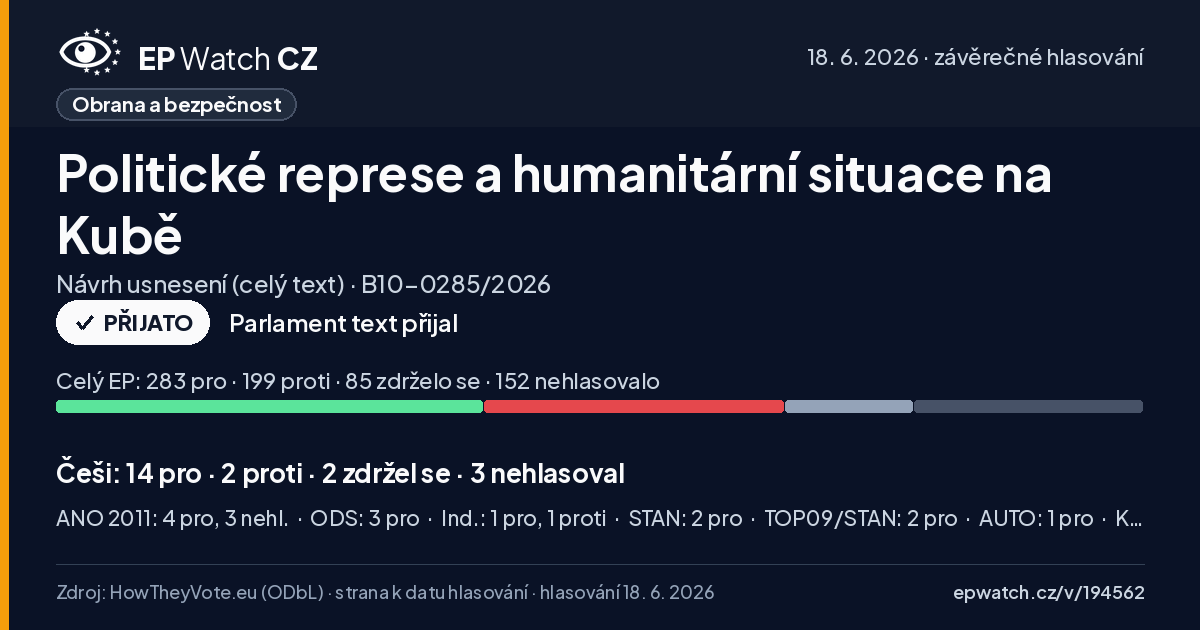 EP Watch CZ
18. 6. 2026 · závěrečné hlasování
Obrana a bezpečnost
Politické represe a humanitární situace na
Kubě
Návrh usnesení (celý text) · B10-0285/2026
✓ PŘIJATO Parlament text přijal
Celý EP: 283 pro · 199 proti · 85 zdrželo se · 152 nehlasovalo
Češi: 14 pro · 2 proti · 2 zdržel se · 3 nehlasoval
ANO 2011: 4 pro, 3 nehl. · ODS: 3 pro · Ind.: 1 pro, 1 proti · STAN: 2 pro · TOP09/STAN: 2 pro · AUTO: 1 pro · K…
Zdroj: HowTheyVote.eu (ODbL) · strana k datu hlasování · hlasování 18. 6. 2026
epwatch.cz/v/194562